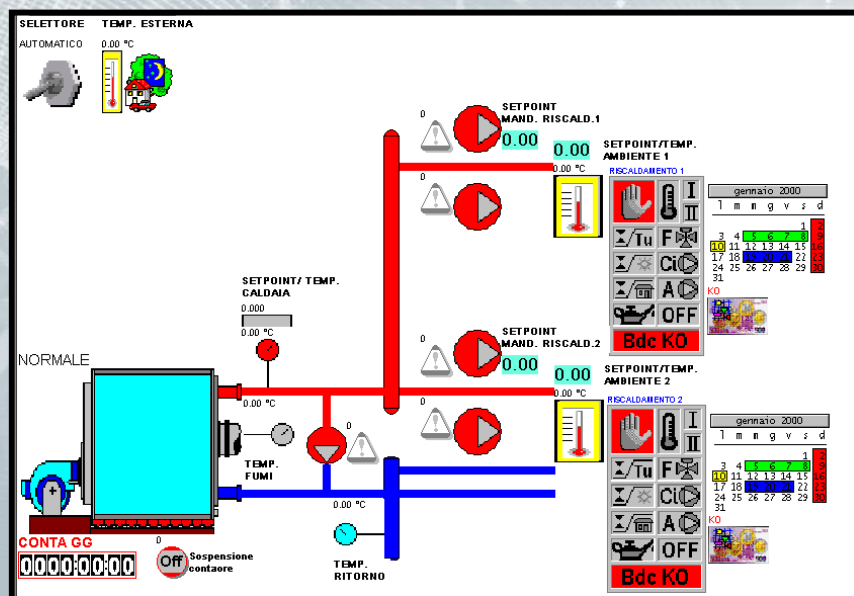 SELETTORE TEMP. ESTERNA
AUTOMATICO 0.00 °C
0
SETPOINT
MAND. RISCALD.1
0.00
0.00
SETPOINT/TEMP.
AMBIENTE 1
0.00 °C
RISCALDAMENTO 1
0
I
II
/Tu F
Ci
A
OFF
Bdc KO
gennaio 2000
l m m g v s d
1 2
3 4 5 6 7 8 9
10 11 12 13 14 15 16
17 18 19 20 21 22 23
24 25 26 27 28 29 30
31
KO
SETPOINT/ TEMP.
CALDAIA
0.000
0.00 °C
0
SETPOINT
MAND. RISCALD.2
0.00
0.00
SETPOINT/TEMP.
AMBIENTE 2
0.00 °C
RISCALDAMENTO 2
NORMALE
0.00 °C
0
0
I
II
/Tu F
Ci
A
OFF
Bdc KO
gennaio 2000
l m m g v s d
1 2
3 4 5 6 7 8 9
10 11 12 13 14 15 16
17 18 19 20 21 22 23
24 25 26 27 28 29 30
31
KO
TEMP.
FUMI
0.00 °C
CONTA GG
0000:00:00
0
Off
Sospensione
contaore
TEMP.
RITORNO